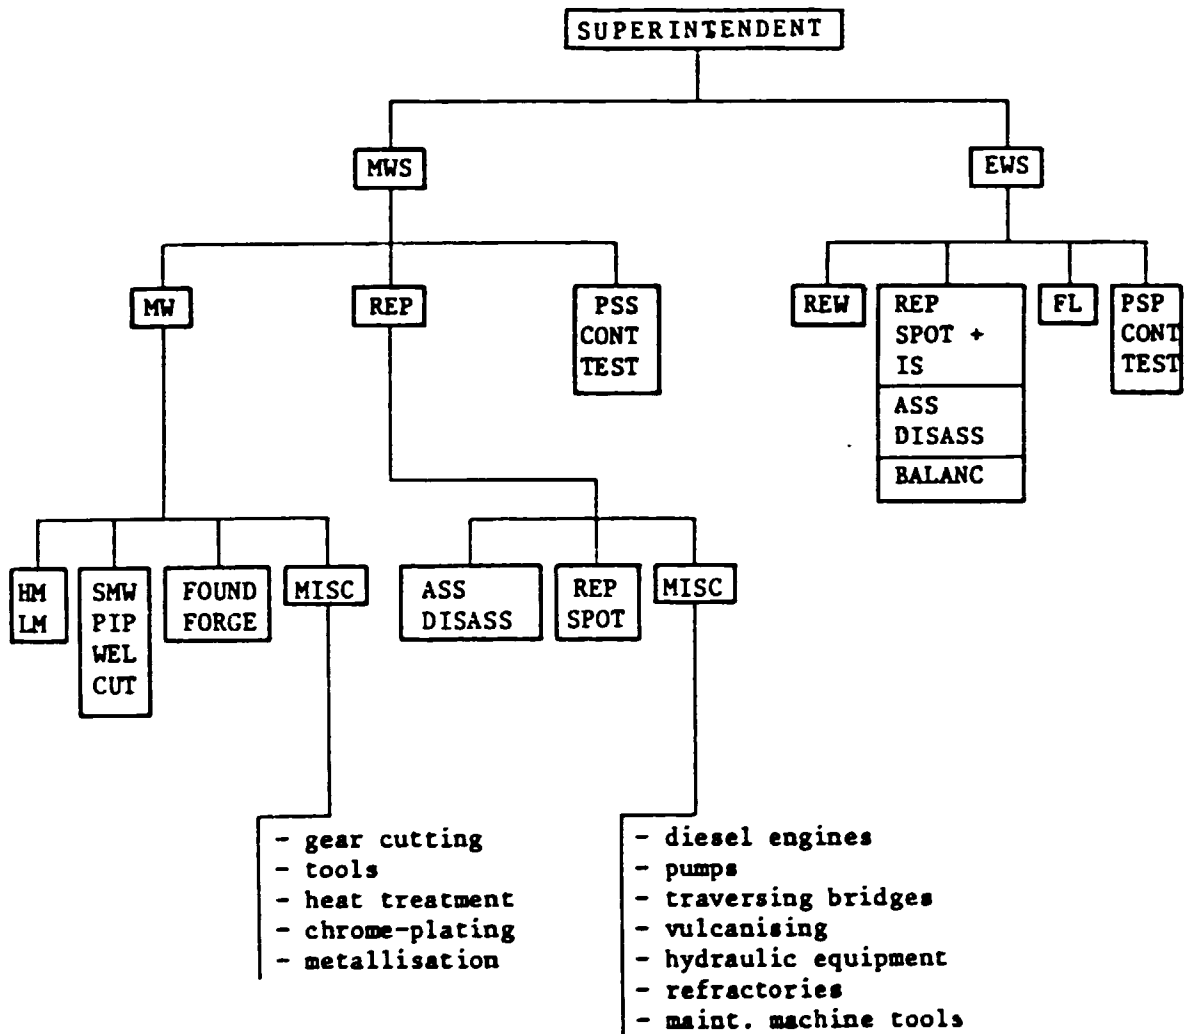 SUPERINTENDENT
MWS
EWS
MW
REP
PSS
CONT
TEST
REW
REP
SPOT +
IS
ASS
DISASS
BALANC
FL
PSP
CONT
TEST
HM
LM
SMW
PIP
WEL
CUT
FOUND
FORGE
MISC
ASS
DISASS
REP
SPOT
MISC
- gear cutting
- tools
- heat treatment
- chrome-plating
- metallisation
- diesel engines
- pumps
- traversing bridges
- vulcanising
- hydraulic equipment
- refractories
- maint. machine tools